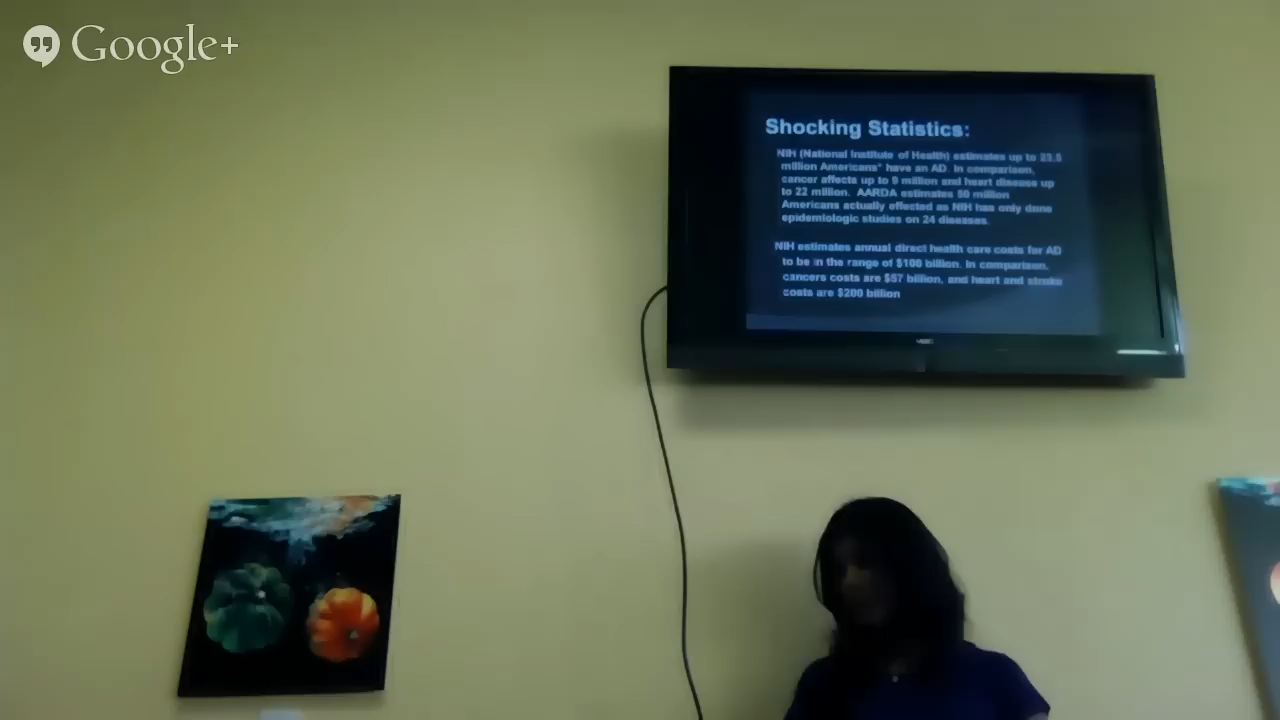 Google+
Shocking Statistics:
NIH (National Institute of Health) estimates up to 23.5
million Americans* have an AD. In comparison,
cancer affects up to 9 million and heart disease up
to 22 million. AARDA estimates 50 million
Americans actually effected as NIH has only done
epidemiologic studies on 24 diseases.
NIH estimates annual direct health care costs for AD
to be in the range of $100 billion. In comparison,
cancers costs are $57 billion, and heart and stroke
costs are $200 billion